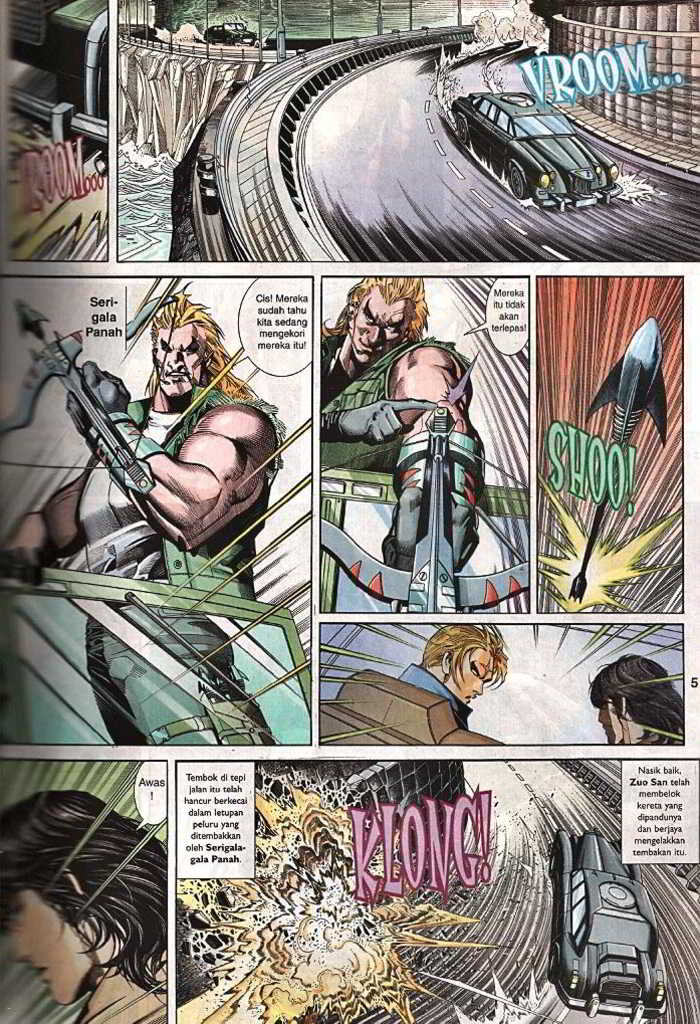 VROOM...
VROOM...
Seri-
gala
Panah
Cis! Mereka
sudah tahu
kita sedang
mengekori
mereka itu!
Mereka
itu tidak
akan
terlepas!
SHOO!
5
Awas
!
Tembok di tepi
jalan itu telah
hancur berkecai
dalam letupan
peluru yang
ditembakkan
oleh Serigala-
gala Panah.
KLONG!
Nasik baik,
Zuo San telah
membelok
kereta yang
dipandunya
dan berjaya
mengelakkan
tembakan itu.